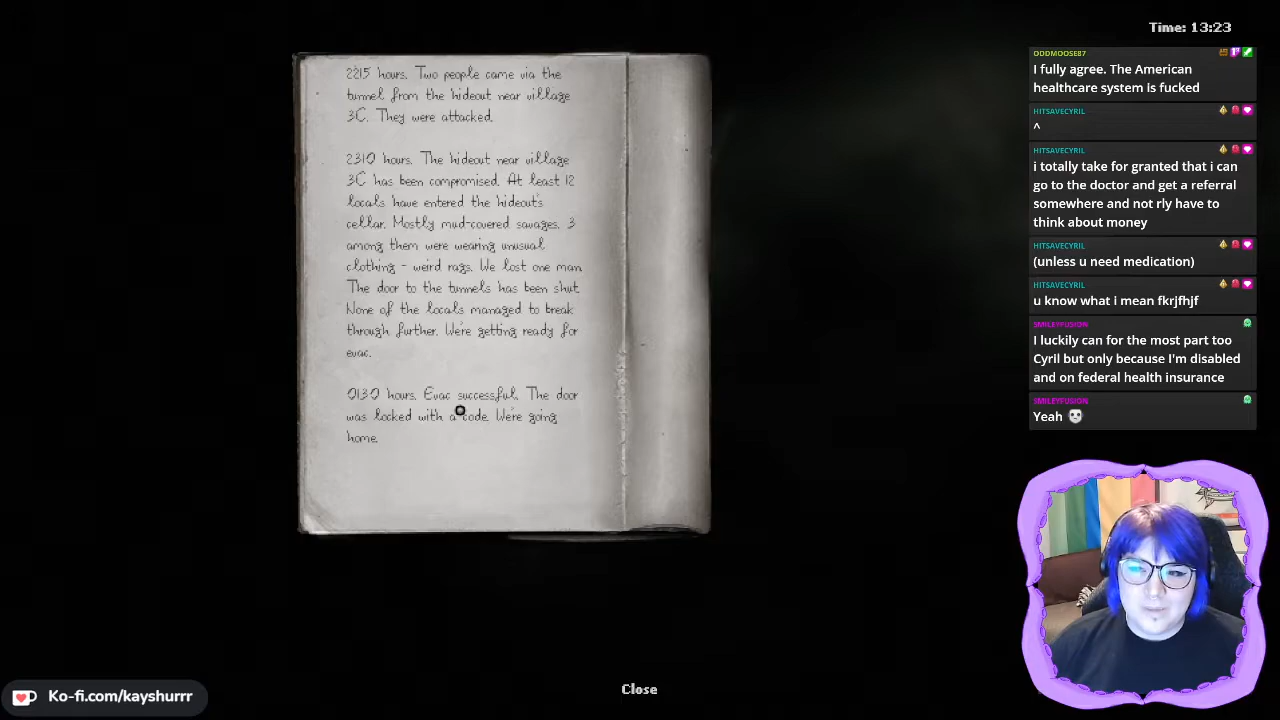 Time: 13:23
2215 hours. Two people came via the
tunnel from the hideout near village
3C. They were attacked.
2310 hours. The hideout near village
3C has been compromised. At least 12
locals have entered the hideout's
cellar. Mostly mud-covered savages. 3
among them were wearing unusual
clothing - weird rags. We lost one man.
The door to the tunnels has been shut.
None of the locals managed to break
through further. We're getting ready for
evac.
0130 hours. Evac successful. The door
was locked with a code. We're going
home.
Close
ODDMOOSE87
I fully agree. The American
healthcare system is fucked
HITSAVECYRIL
^
HITSAVECYRIL
i totally take for granted that i can
go to the doctor and get a referral
somewhere and not rly have to
think about money
HITSAVECYRIL
(unless u need medication)
HITSAVECYRIL
u know what i mean fkrjfhjf
SMILEYFUSION
I luckily can for the most part too
Cyril but only because I'm disabled
and on federal health insurance
SMILEYFUSION
Yeah
Ko-fi.com/kayshurrr